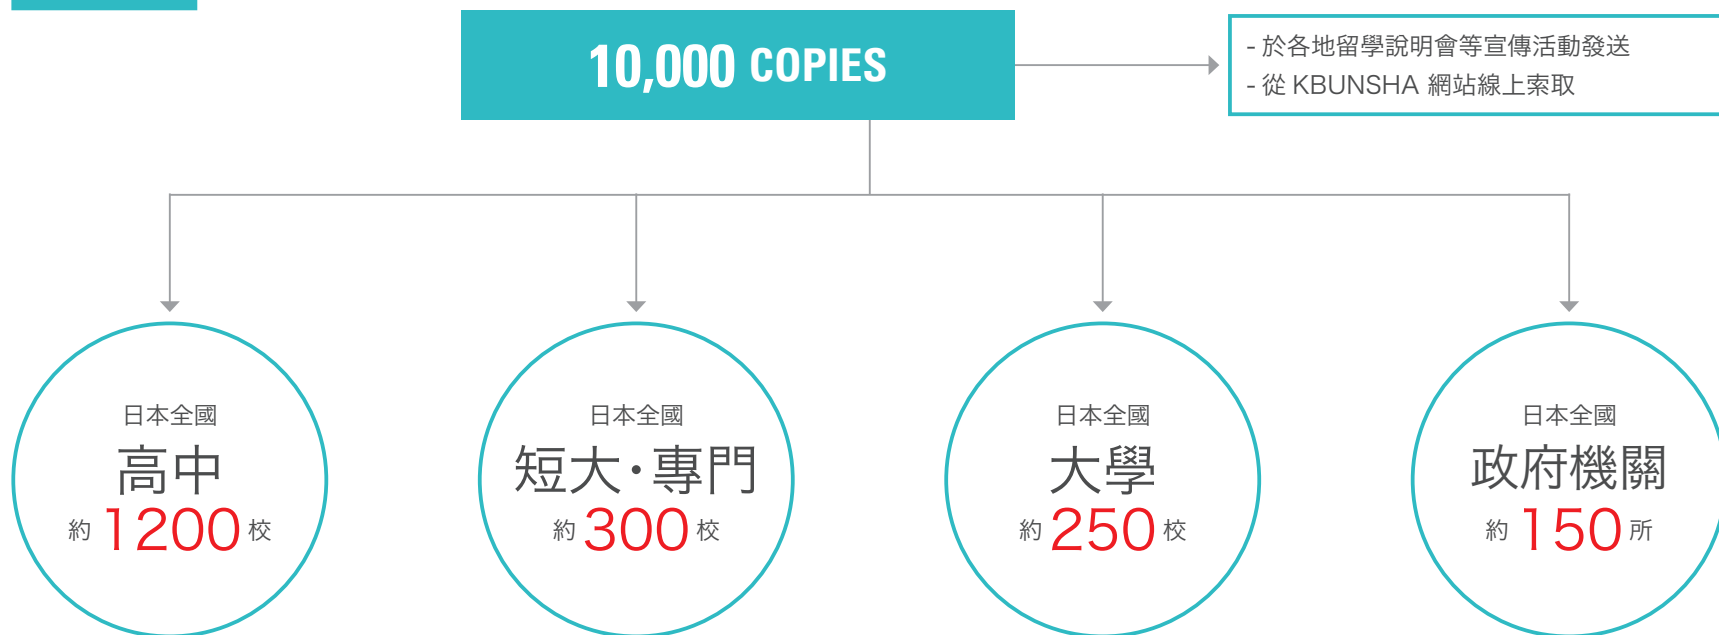 10,000 COPIES
- 於各地留學說明會等宣傳活動發送
- 從 KBUNSHA 網站線上索取
日本全國
高中
約 1200 校
日本全國
短大·專門
約 300 校
日本全國
大學
約 250 校
日本全國
政府機關
約 150 所